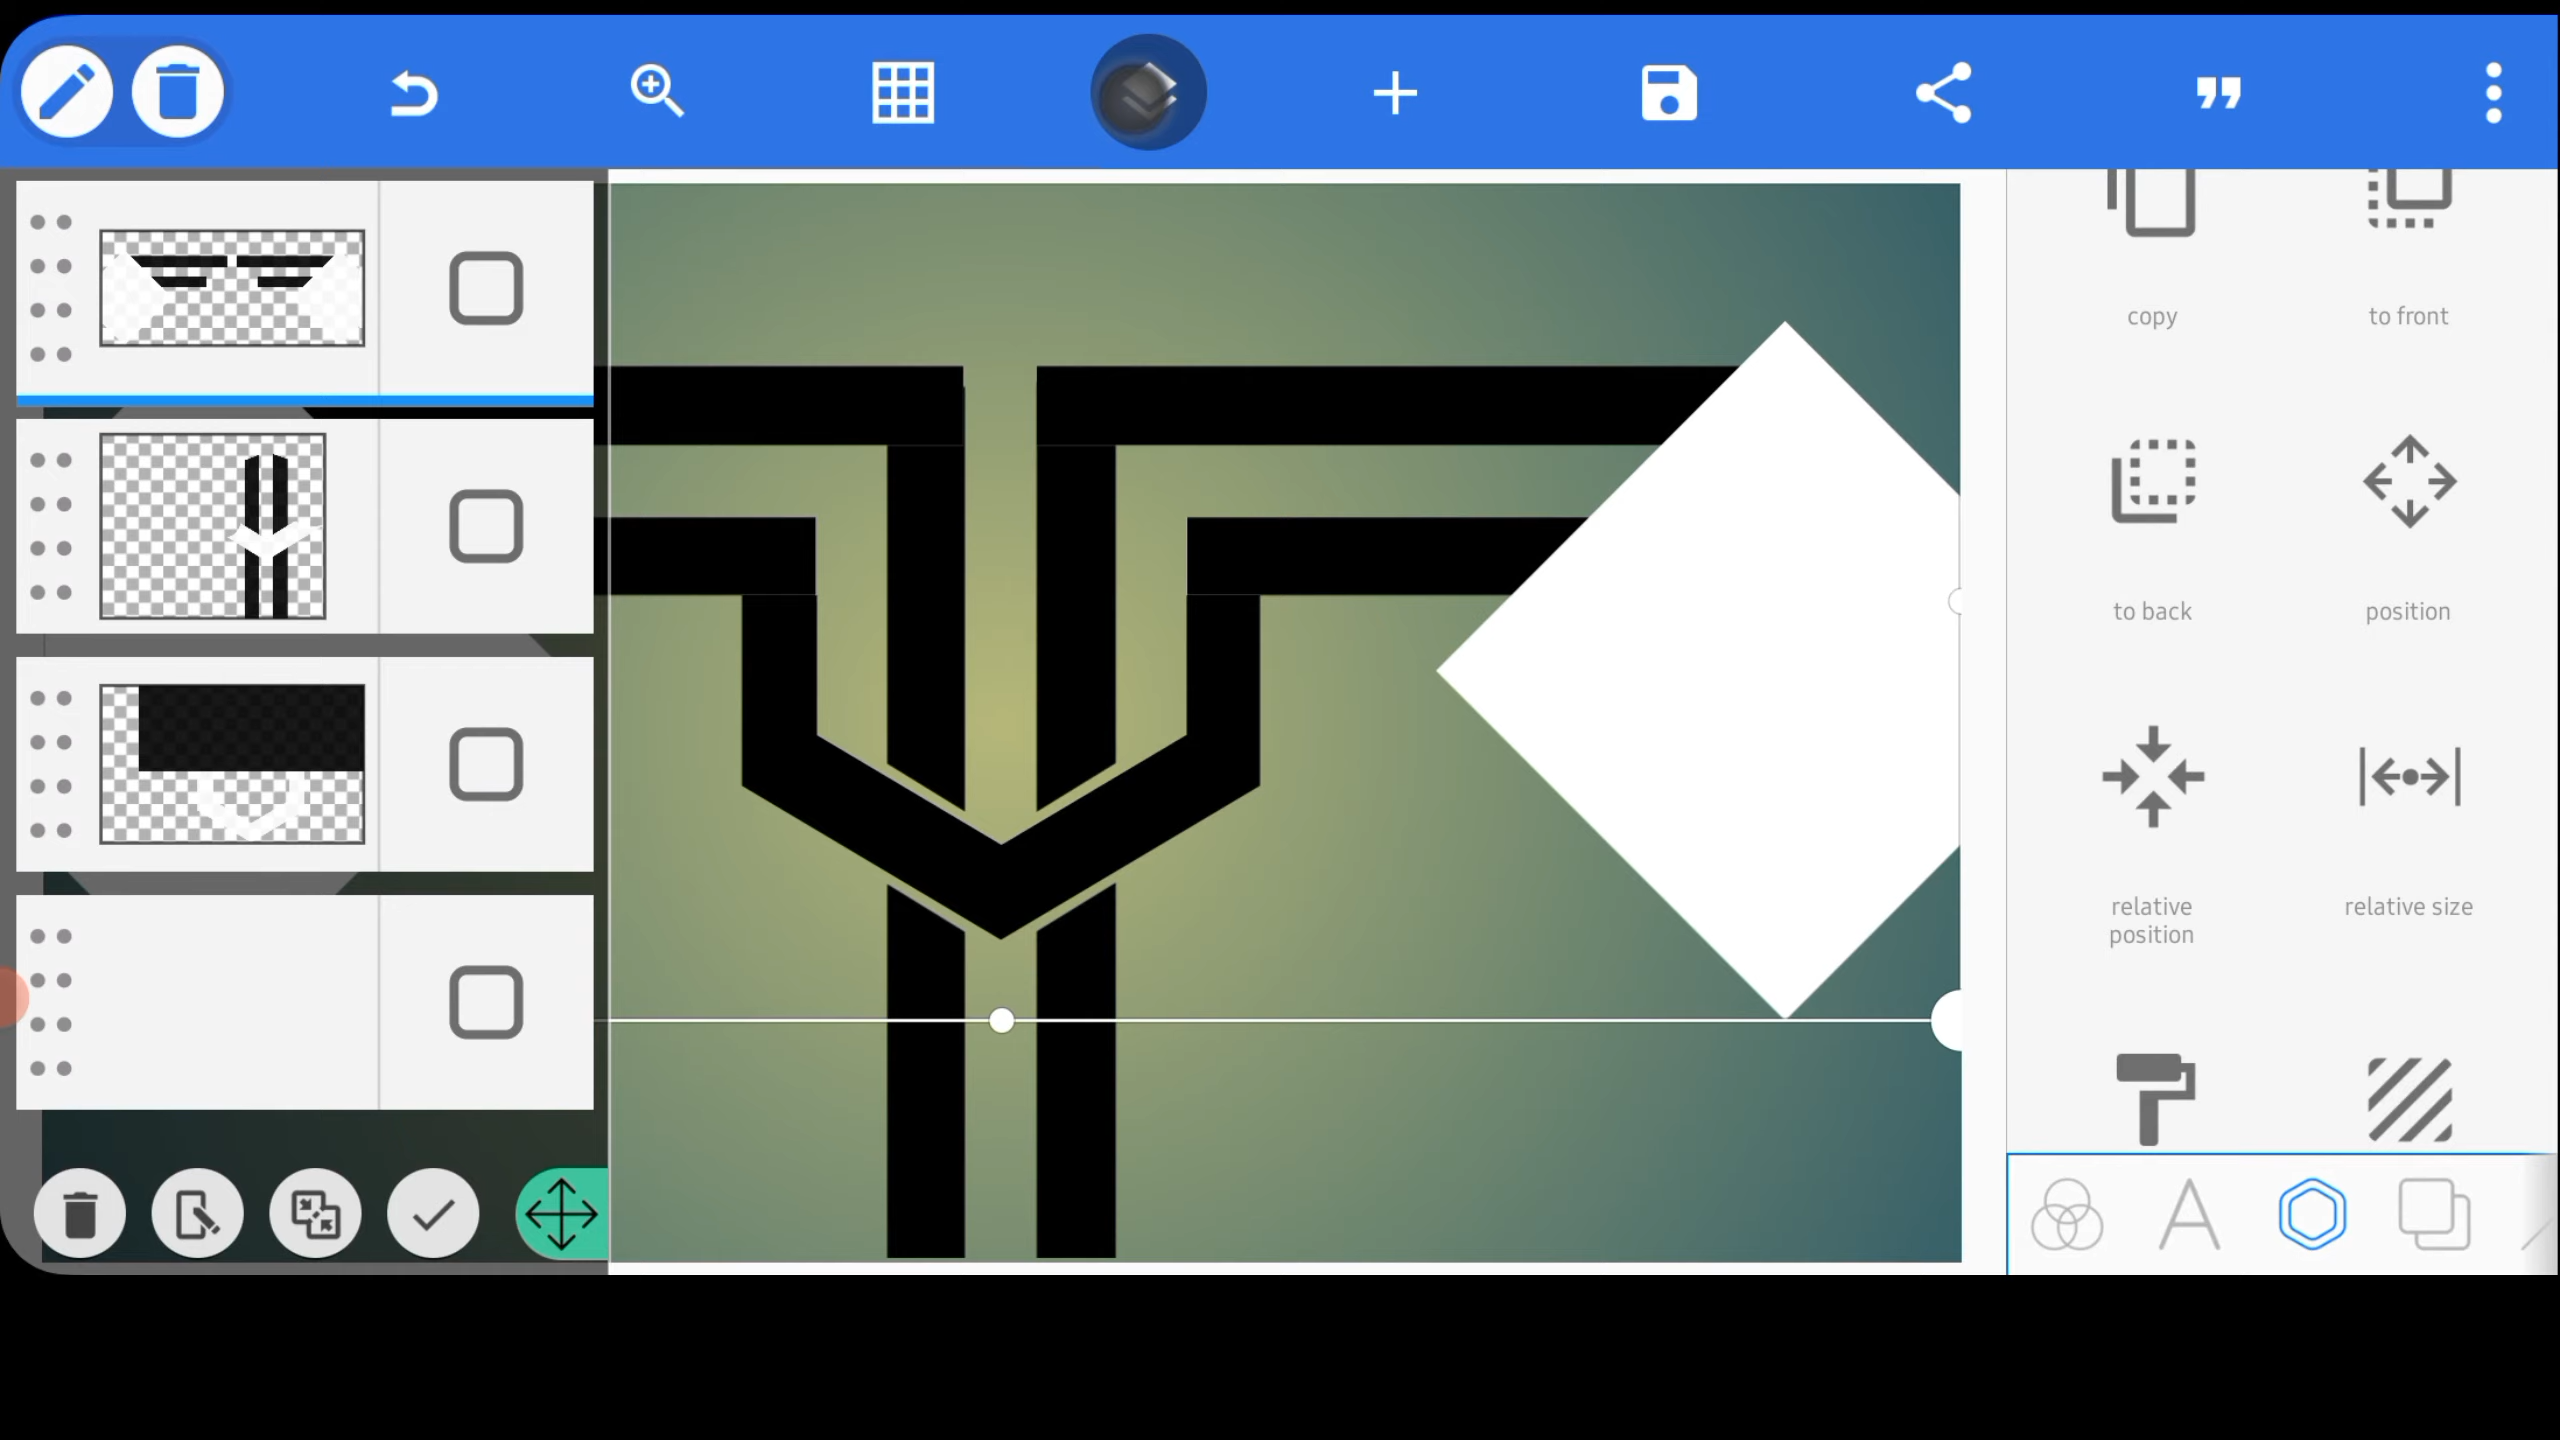 copy
to front
to back
position
relative
position
relative size